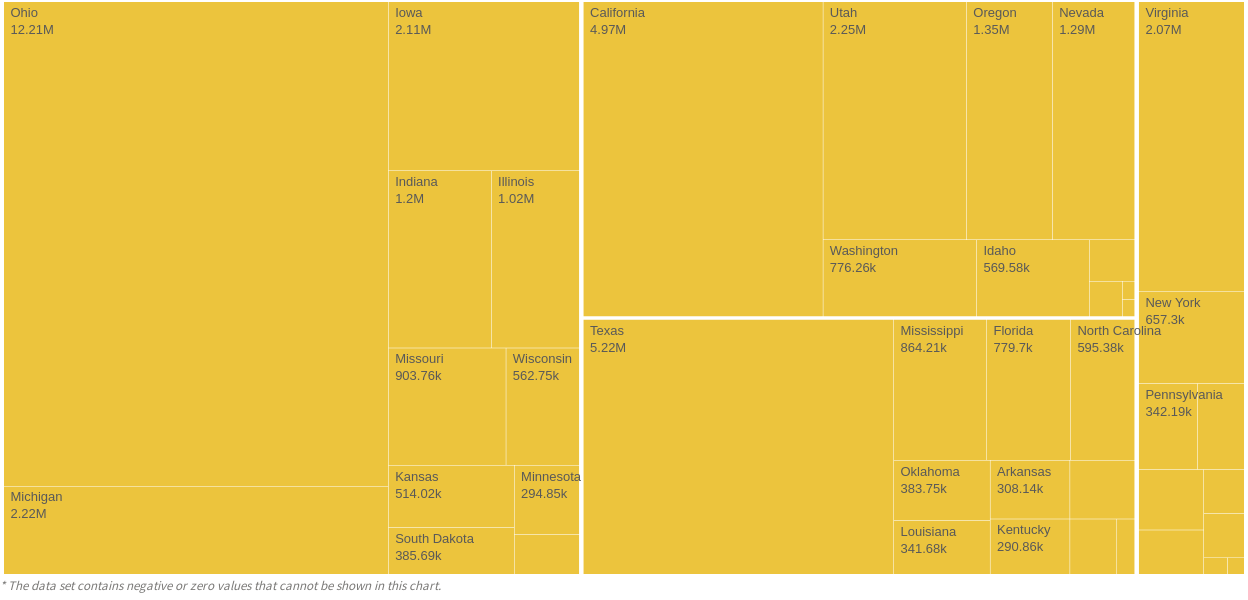 Ohio
12.21M
Michigan
2.22M
Iowa
2.11M
Indiana
1.2M
Illinois
1.02M
Missouri
903.76k
Wisconsin
562.75k
Kansas
514.02k
South Dakota
385.69k
Minnesota
294.85k
California
4.97M
Utah
2.25M
Oregon
1.35M
Nevada
1.29M
Washington
776.26k
Idaho
569.58k
Texas
5.22M
Mississippi
864.21k
Florida
779.7k
North Carolina
595.38k
Oklahoma
383.75k
Louisiana
341.68k
Arkansas
308.14k
Kentucky
290.86k
Virginia
2.07M
New York
657.3k
Pennsylvania
342.19k
* The data set contains negative or zero values that cannot be shown in this chart.